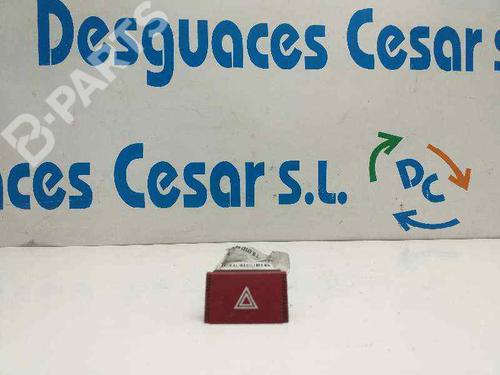 Desguaces Cesar s
B-PARTS
aces Cesar S.L.
DC